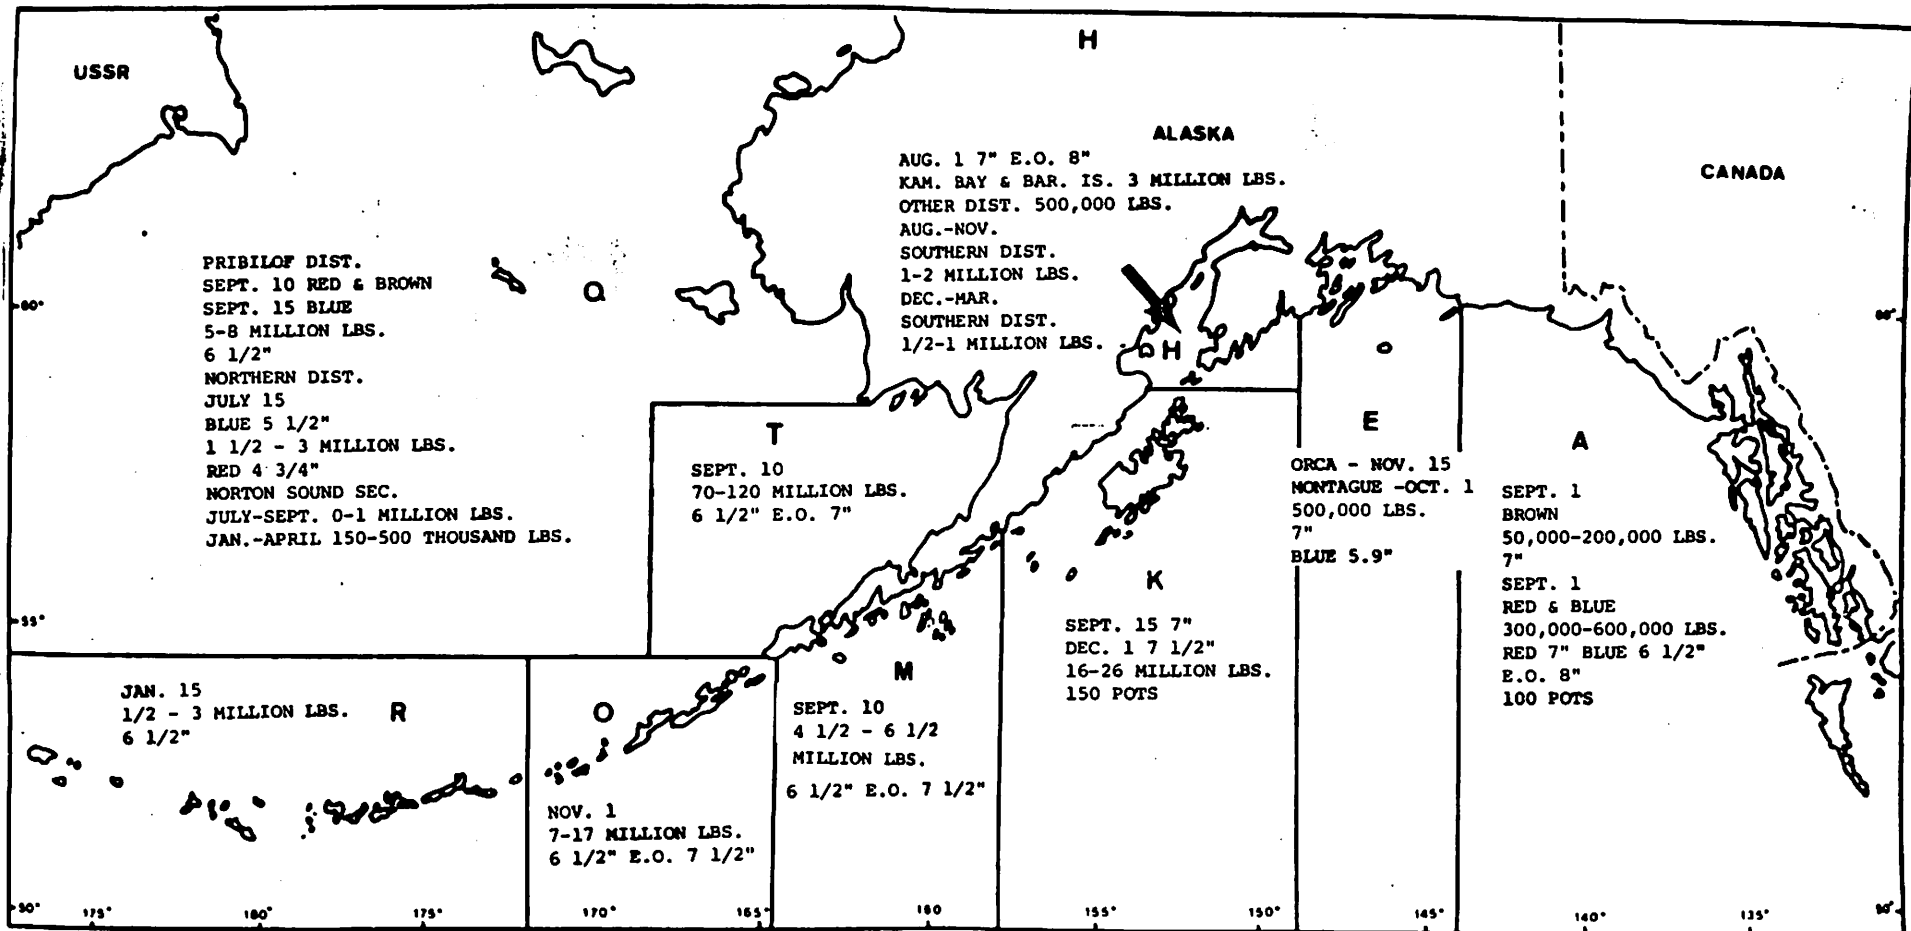 USSR
H
ALASKA
CANADA
AUG. 1 7" E.O. 8"
KAM. BAY & BAR. IS. 3 MILLION LBS.
OTHER DIST. 500,000 LBS.
AUG.-NOV.
SOUTHERN DIST.
1-2 MILLION LBS.
DEC.-MAR.
SOUTHERN DIST.
1/2-1 MILLION LBS.
H
PRIBILOF DIST.
SEPT. 10 RED & BROWN
SEPT. 15 BLUE
5-8 MILLION LBS.
6 1/2"
NORTHERN DIST.
JULY 15
BLUE 5 1/2"
1 1/2 - 3 MILLION LBS.
RED 4 3/4"
NORTON SOUND SEC.
JULY-SEPT. 0-1 MILLION LBS.
JAN.-APRIL 150-500 THOUSAND LBS.
Q
60°
60°
T
SEPT. 10
70-120 MILLION LBS.
6 1/2" E.O. 7"
E
ORCA - NOV. 15
MONTAGUE -OCT. 1
500,000 LBS.
7"
BLUE 5.9"
A
SEPT. 1
BROWN
50,000-200,000 LBS.
7"
SEPT. 1
RED & BLUE
300,000-600,000 LBS.
RED 7" BLUE 6 1/2"
E.O. 8"
100 POTS
K
SEPT. 15 7"
DEC. 1 7 1/2"
16-26 MILLION LBS.
150 POTS
55°
JAN. 15
1/2 - 3 MILLION LBS.
6 1/2"
R
O
NOV. 1
7-17 MILLION LBS.
6 1/2" E.O. 7 1/2"
M
SEPT. 10
4 1/2 - 6 1/2
MILLION LBS.
6 1/2" E.O. 7 1/2"
50°
175°
180°
175°
170°
165°
160
155°
150°
145°
140°
135°
50°